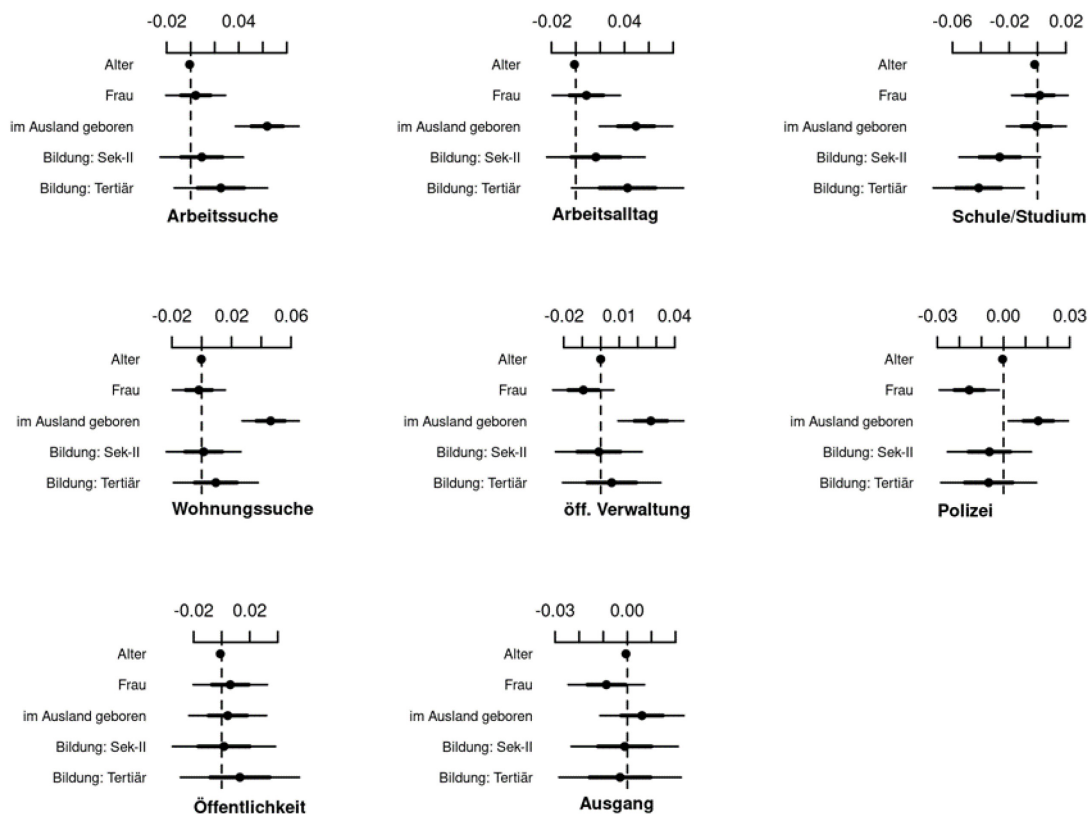 -0.02 0.04
Alter
Frau
im Ausland geboren
Bildung: Sek-II
Bildung: Tertiär
Arbeitssuche
-0.02 0.04
Alter
Frau
im Ausland geboren
Bildung: Sek-II
Bildung: Tertiär
Arbeitsalltag
-0.06 -0.02 0.02
Alter
Frau
im Ausland geboren
Bildung: Sek-II
Bildung: Tertiär
Schule/Studium
-0.02 0.02 0.06
Alter
Frau
im Ausland geboren
Bildung: Sek-II
Bildung: Tertiär
Wohnungssuche
-0.02 0.01 0.04
Alter
Frau
im Ausland geboren
Bildung: Sek-II
Bildung: Tertiär
öff. Verwaltung
-0.03 0.00 0.03
Alter
Frau
im Ausland geboren
Bildung: Sek-II
Bildung: Tertiär
Polizei
-0.02 0.02
Alter
Frau
im Ausland geboren
Bildung: Sek-II
Bildung: Tertiär
Öffentlichkeit
-0.03 0.00
Alter
Frau
im Ausland geboren
Bildung: Sek-II
Bildung: Tertiär
Ausgang